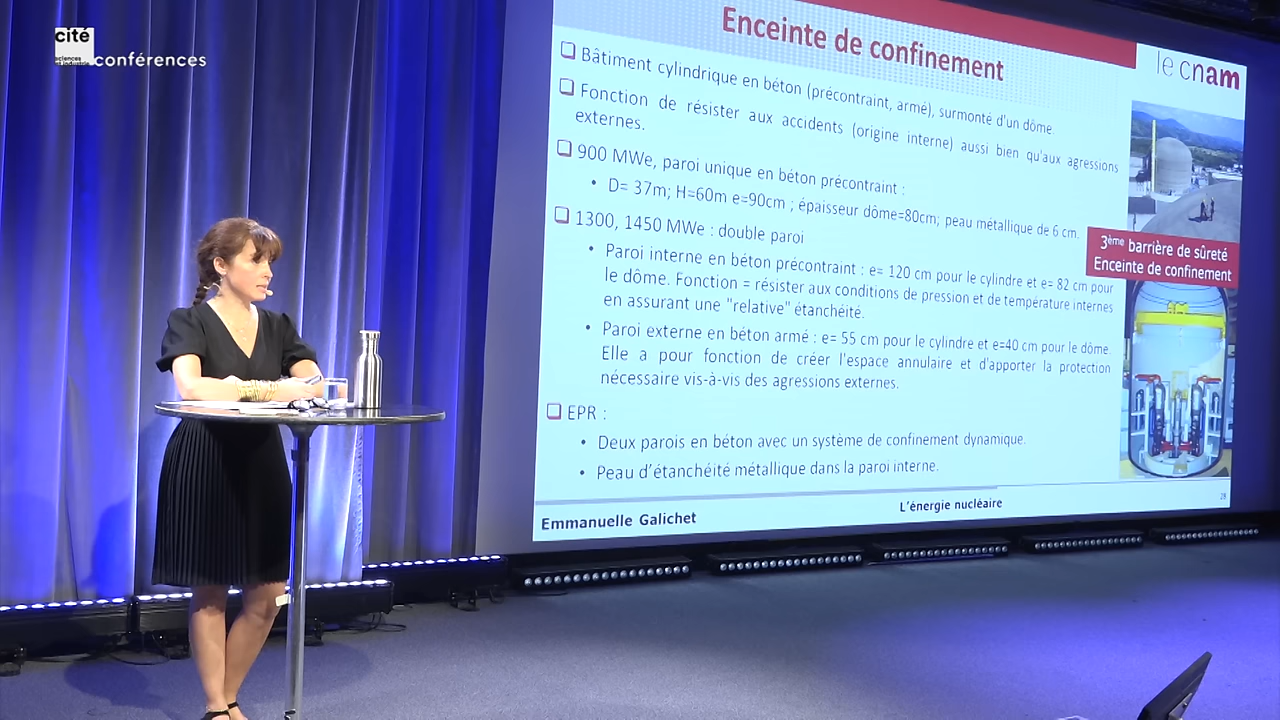 cité
sciences
et industrie
conférences
Enceinte de confinement
le cnam
❑ Bâtiment cylindrique en béton (précontraint, armé), surmonté d'un dôme.
❑ Fonction de résister aux accidents (origine interne) aussi bien qu'aux agressions
externes.
❑ 900 MWe, paroi unique en béton précontraint :
• D= 37m; H=60m e=90cm ; épaisseur dôme=80cm; peau métallique de 6 cm.
❑ 1300, 1450 MWe : double paroi
• Paroi interne en béton précontraint : e= 120 cm pour le cylindre et e= 82 cm pour
le dôme. Fonction = résister aux conditions de pression et de température internes
en assurant une "relative" étanchéité.
• Paroi externe en béton armé : e= 55 cm pour le cylindre et e=40 cm pour le dôme.
Elle a pour fonction de créer l'espace annulaire et d'apporter la protection
nécessaire vis-à-vis des agressions externes.
❑ EPR :
• Deux parois en béton avec un système de confinement dynamique.
• Peau d'étanchéité métallique dans la paroi interne.
3ème barrière de sûreté
Enceinte de confinement
Emmanuelle Galichet
L'énergie nucléaire
28